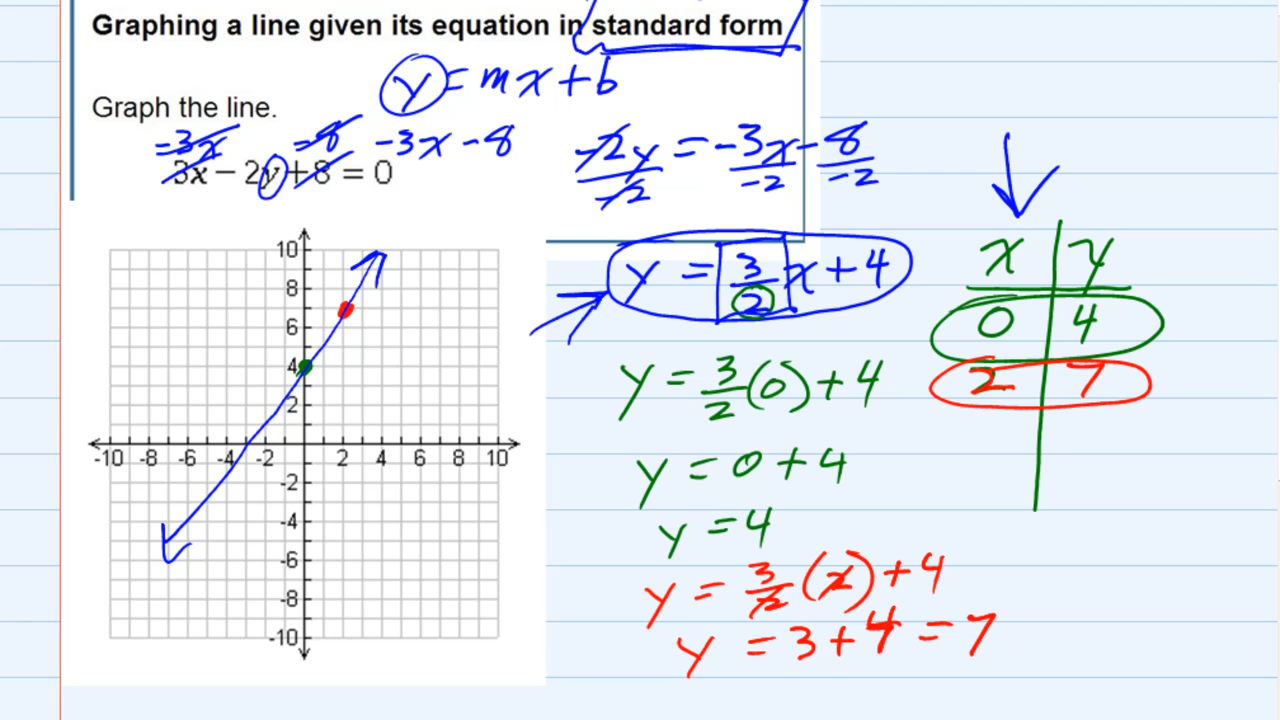 Graphing a line given its equation in standard form
y = mx + b
Graph the line.
-3x -8 -3x - 8
3x − 2y + 8 = 0
-2y = -3x - 8
-2 -2 -2
y = 3/2 x + 4
x y
0 4
2 7
y = 3/2 (0) + 4
y = 0 + 4
y = 4
y = 3/2 (2) + 4
y = 3 + 4 = 7
10
8
6
4
2
-10 -8 -6 -4 -2 2 4 6 8 10
-2
-4
-6
-8
-10